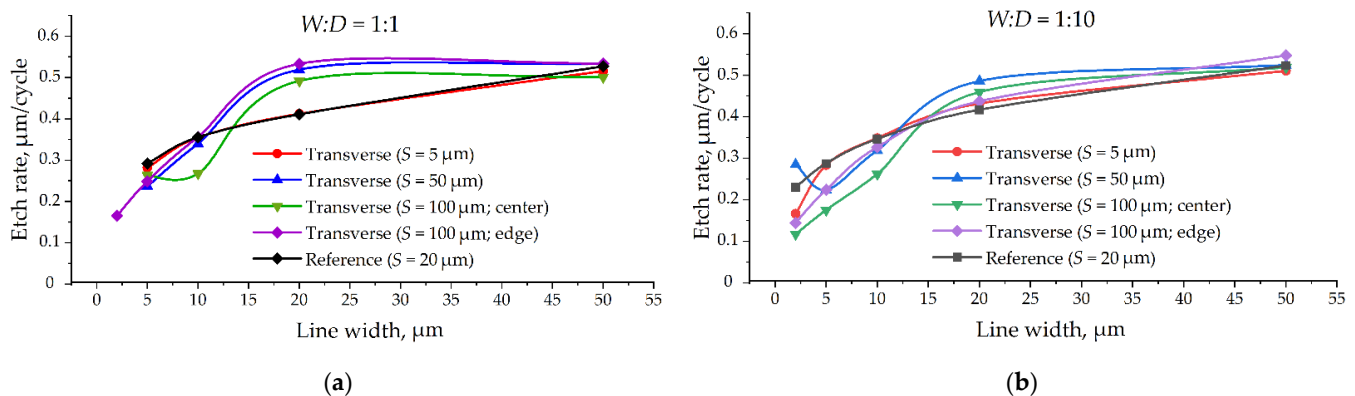 W:D = 1:1
Etch rate, μm/cycle
0.6
0.5
0.4
0.3
0.2
0.1
0
Transverse (S = 5 μm)
Transverse (S = 50 μm)
Transverse (S = 100 μm; center)
Transverse (S = 100 μm; edge)
Reference (S = 20 μm)
0 5 10 15 20 25 30 35 40 45 50 55
Line width, μm
(a)
W:D = 1:10
Etch rate, μm/cycle
0.6
0.5
0.4
0.3
0.2
0.1
0
Transverse (S = 5 μm)
Transverse (S = 50 μm)
Transverse (S = 100 μm; center)
Transverse (S = 100 μm; edge)
Reference (S = 20 μm)
0 5 10 15 20 25 30 35 40 45 50 55
Line width, μm
(b)